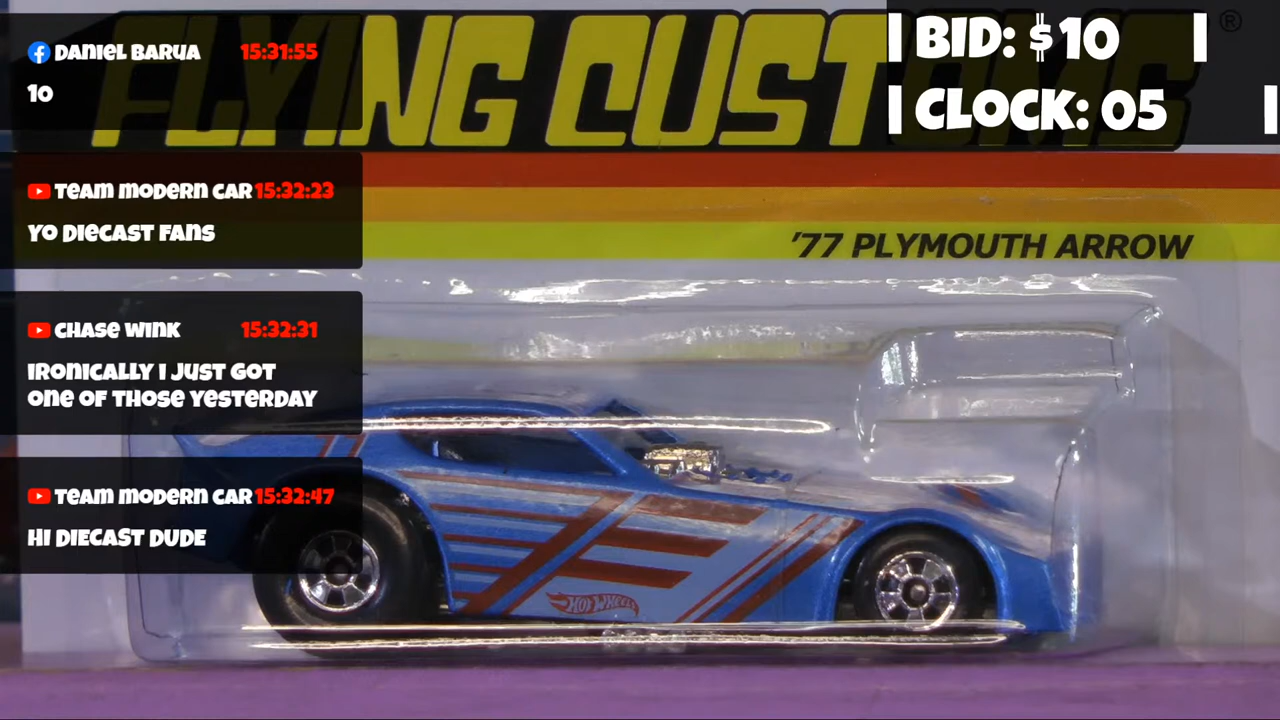 FLYING CUSTOMS ®
DANIEL BARUA 15:31:55
10
| BID: $10 |
| CLOCK: 05 |
TEAM MODERN CAR 15:32:23
YO DIECAST FANS
'77 PLYMOUTH ARROW
CHASE WINK 15:32:31
IRONICALLY I JUST GOT
ONE OF THOSE YESTERDAY
TEAM MODERN CAR 15:32:47
HI DIECAST DUDE
HOT WHEELS